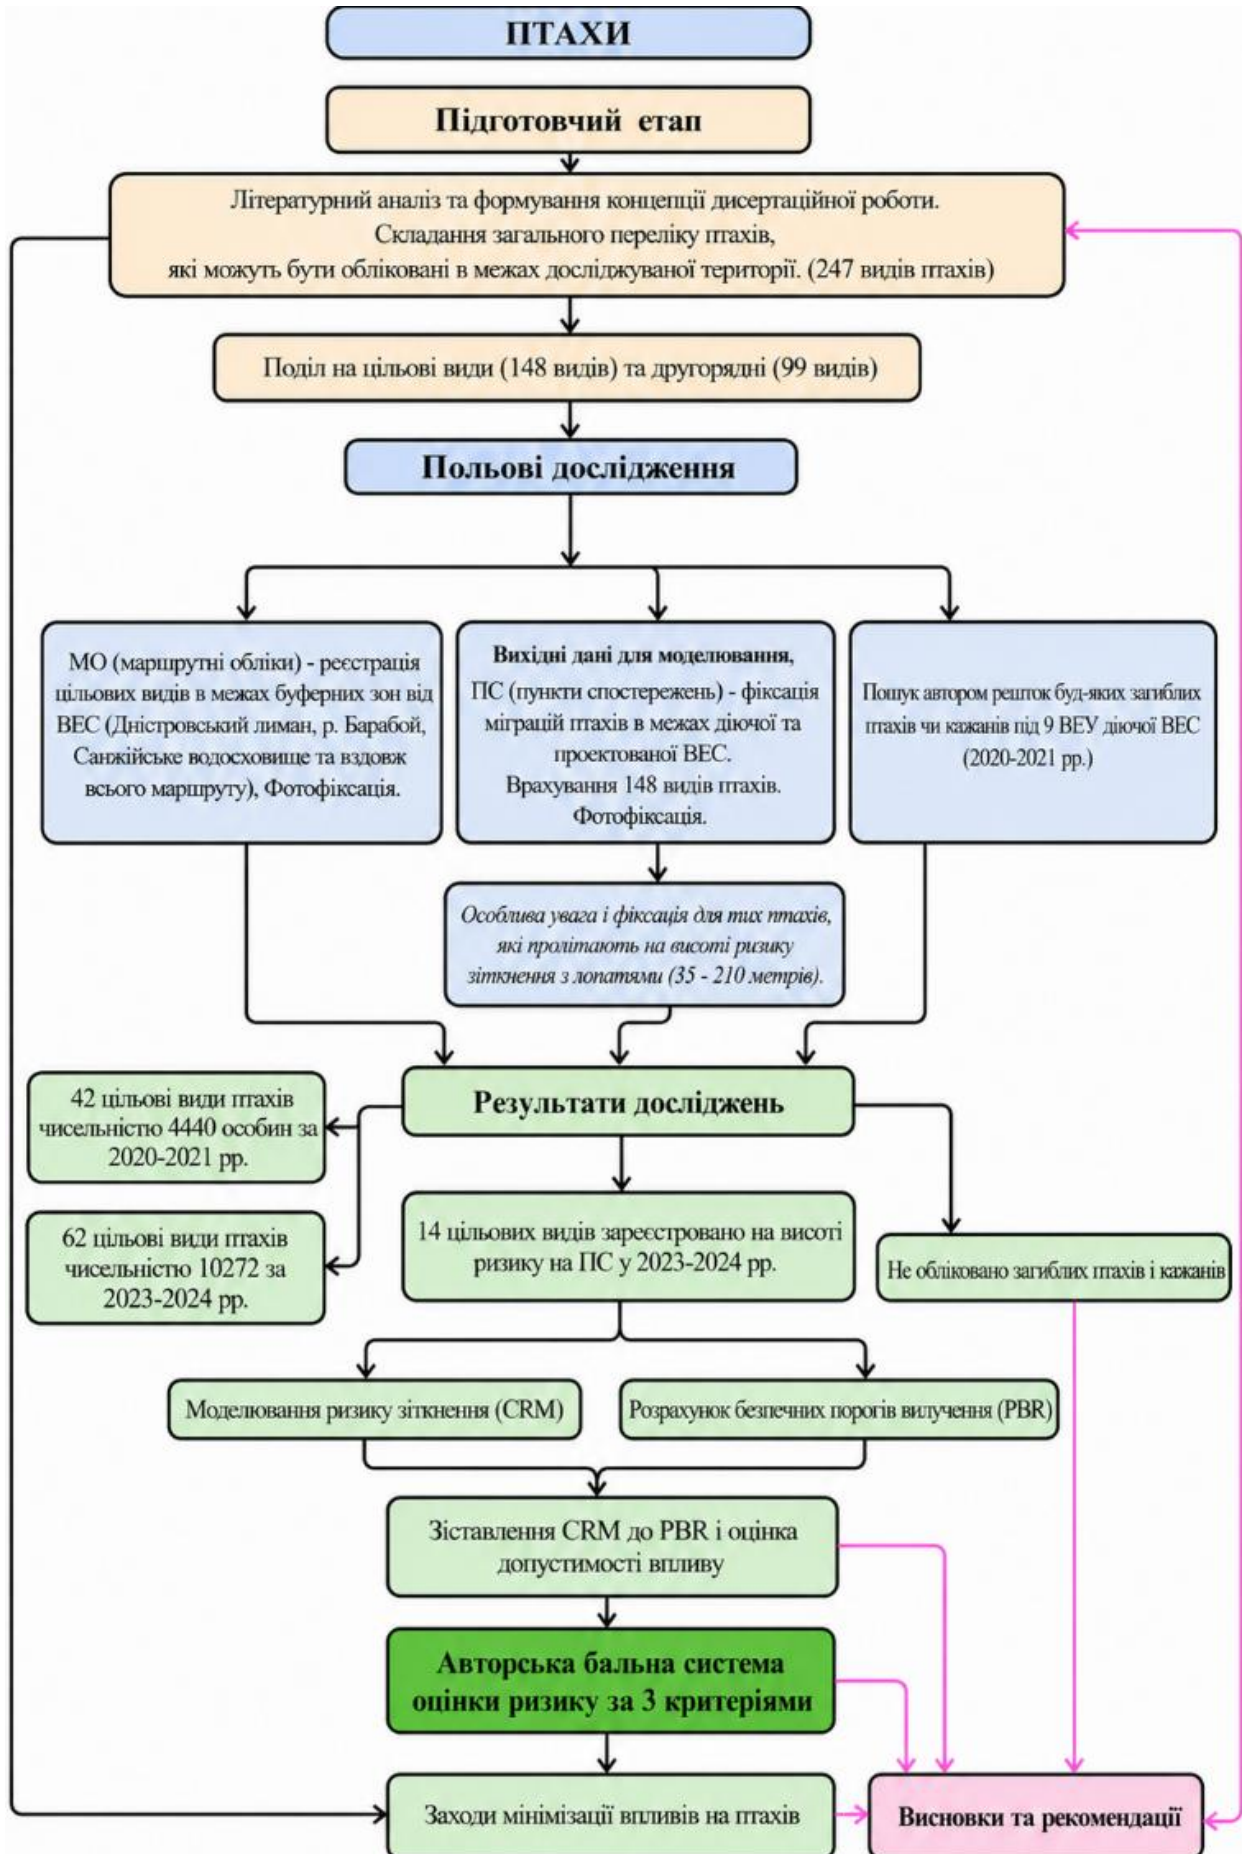 ПТАХИ
Підготовчий етап
Літературний аналіз та формування концепції дисертаційної роботи.
Складання загального переліку птахів,
які можуть бути обліковані в межах досліджуваної території. (247 видів птахів)
Поділ на цільові види (148 видів) та другорядні (99 видів)
Польові дослідження
МО (маршрутні обліки) - реєстрація
цільових видів в межах буферних зон від
ВЕС (Дністровський лиман, р. Барабой,
Санжійське водосховище та вздовж
всього маршруту), Фотофіксація.
Вихідні дані для моделювання,
ПС (пункти спостережень) - фіксація
міграцій птахів в межах діючої та
проектованої ВЕС.
Врахування 148 видів птахів.
Фотофіксація.
Пошук автором решток буд-яких загиблих
птахів чи кажанів під 9 ВЕУ діючої ВЕС
(2020-2021 рр.)
Особлива увага і фіксація для тих птахів,
які пролітають на висоті ризику
зіткнення з лопатями (35 - 210 метрів).
Результати досліджень
42 цільові види птахів
чисельністю 4440 особин за
2020-2021 рр.
62 цільові види птахів
чисельністю 10272 за
2023-2024 рр.
14 цільових видів зареєстровано на висоті
ризику на ПС у 2023-2024 рр.
Не обліковано загиблих птахів і кажанів
Моделювання ризику зіткнення (CRM)
Розрахунок безпечних порогів вилучення (PBR)
Зіставлення CRM до PBR і оцінка
допустимості впливу
Авторська бальна система
оцінки ризику за 3 критеріями
Заходи мінімізації впливів на птахів
Висновки та рекомендації